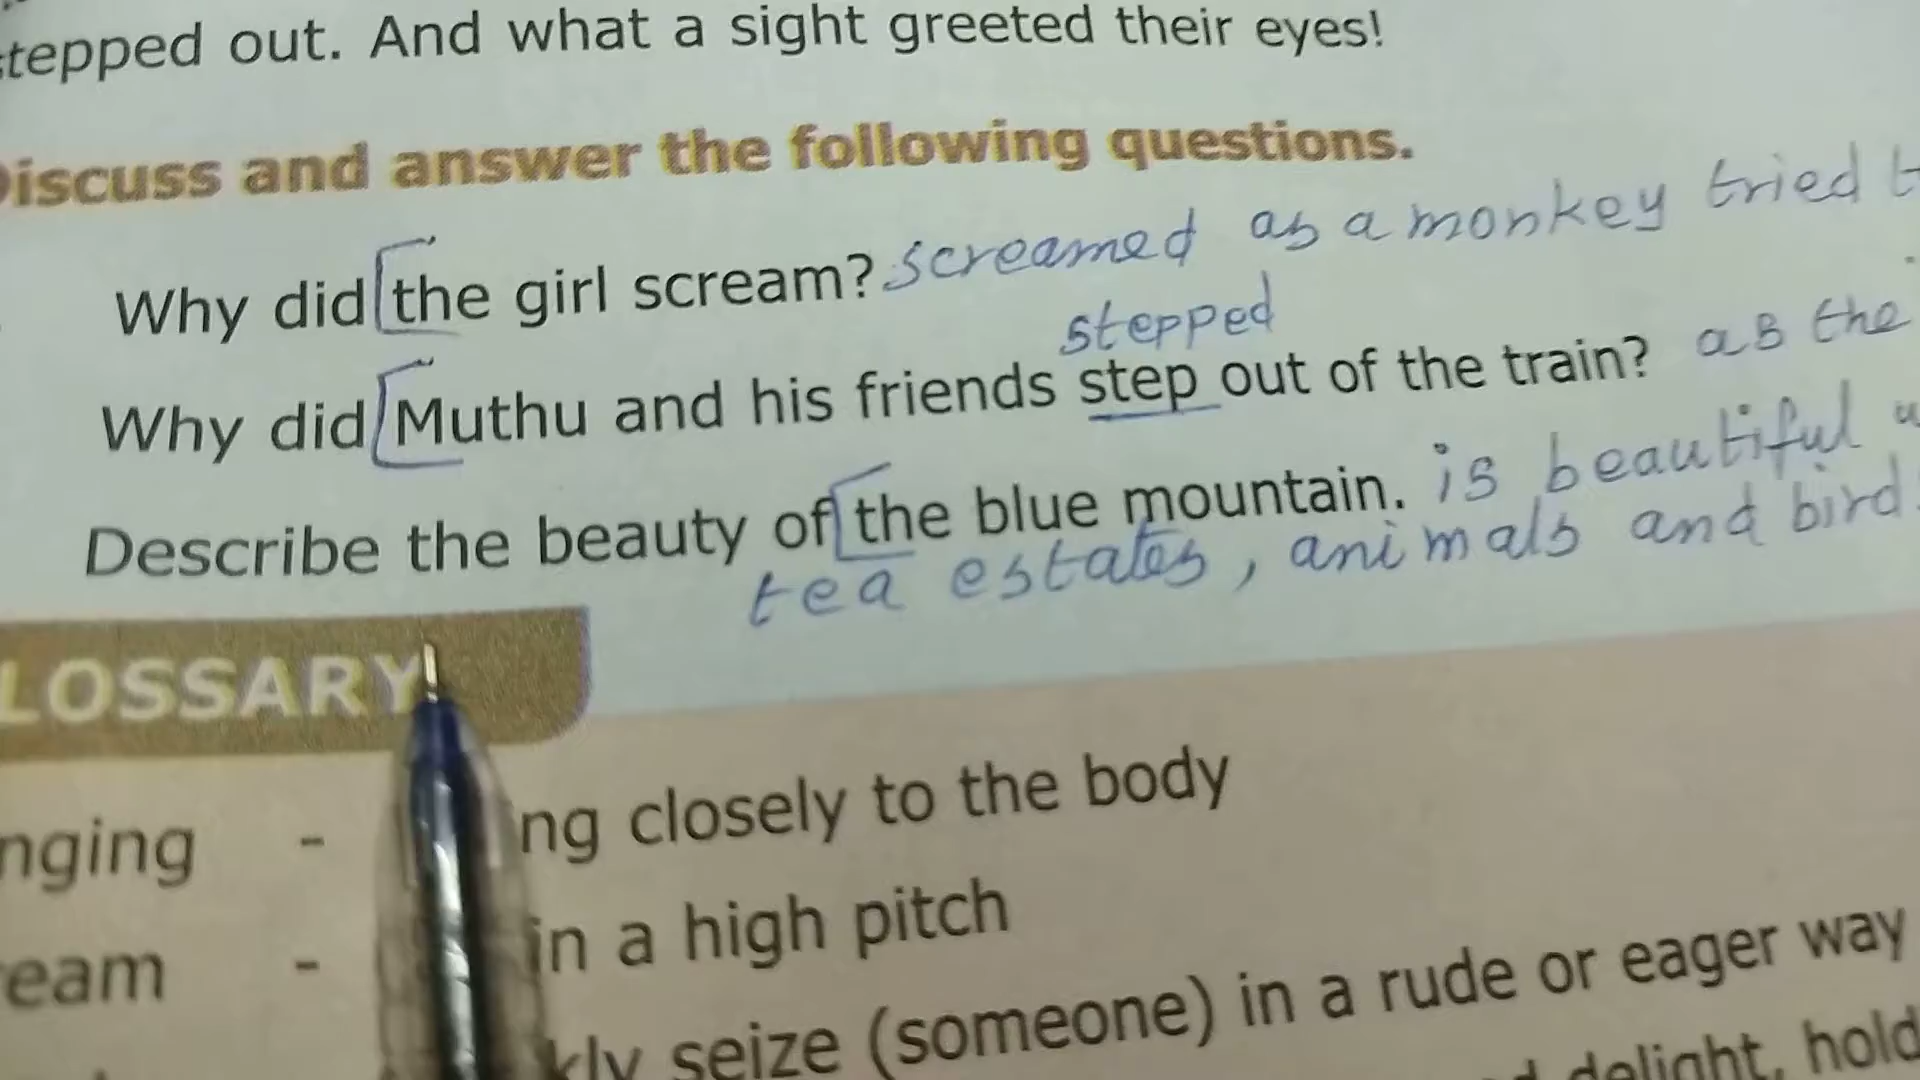 stepped out. And what a sight greeted their eyes!
Discuss and answer the following questions.
Why did the girl scream? screamed as a monkey tried
stepped
Why did Muthu and his friends step out of the train? as the
Describe the beauty of the blue mountain. is beautiful
tea estates, animals and bird
LOSSARY
nging - ng closely to the body
eam - in a high pitch
kly seize (someone) in a rude or eager way
delight, hold